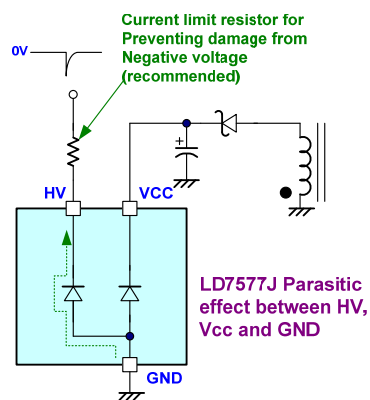 Current limit resistor for
Preventing damage from
Negative voltage
(recommended)
0V
+
HV
VCC
LD7577J Parasitic
effect between HV,
Vcc and GND
GND